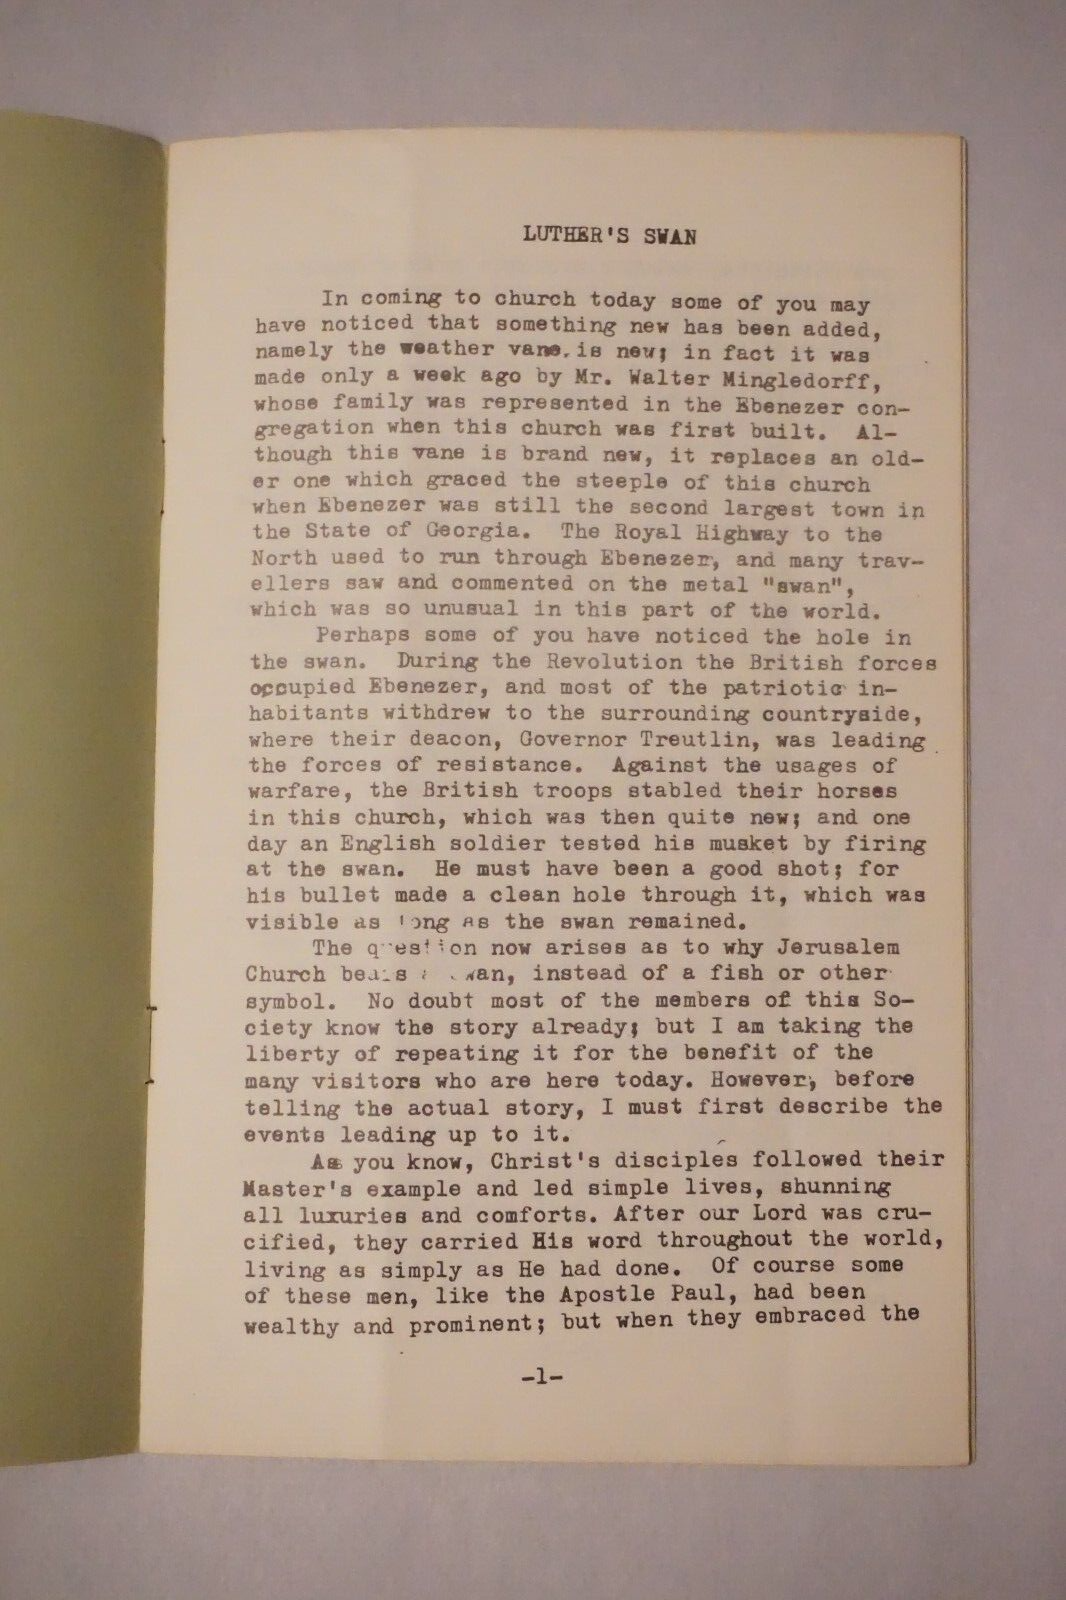 LUTHER'S SWAN
In coming to church today some of you may
have noticed that something new has been added,
namely the weather vane. is new; in fact it was
made only a week ago by Mr. Walter Mingledorff,
whose family was represented in the Ebenezer con-
gregation when this church was first built. Al-
though this vane is brand new, it replaces an old-
er one which graced the steeple of this church
when Ebenezer was still the second largest town in
the State of Georgia. The Royal Highway to the
North used to run through Ebenezer, and many trav-
ellers saw and commented on the metal "swan",
which was so unusual in this part of the world.
Perhaps some of you have noticed the hole in
the swan. During the Revolution the British forces
occupied Ebenezer, and most of the patriotic in-
habitants withdrew to the surrounding countryside,
where their deacon, Governor Treutlin, was leading
the forces of resistance. Against the usages of
warfare, the British troops stabled their horses
in this church, which was then quite new; and one
day an English soldier tested his musket by firing
at the swan. He must have been a good shot; for
his bullet made a clean hole through it, which was
visible as long as the swan remained.
The question now arises as to why Jerusalem
Church bears a swan, instead of a fish or other
symbol. No doubt most of the members of this So-
ciety know the story already; but I am taking the
liberty of repeating it for the benefit of the
many visitors who are here today. However, before
telling the actual story, I must first describe the
events leading up to it.
As you know, Christ's disciples followed their
Master's example and led simple lives, shunning
all luxuries and comforts. After our Lord was cru-
cified, they carried His word throughout the world,
living as simply as He had done. Of course some
of these men, like the Apostle Paul, had been
wealthy and prominent; but when they embraced the
-1-